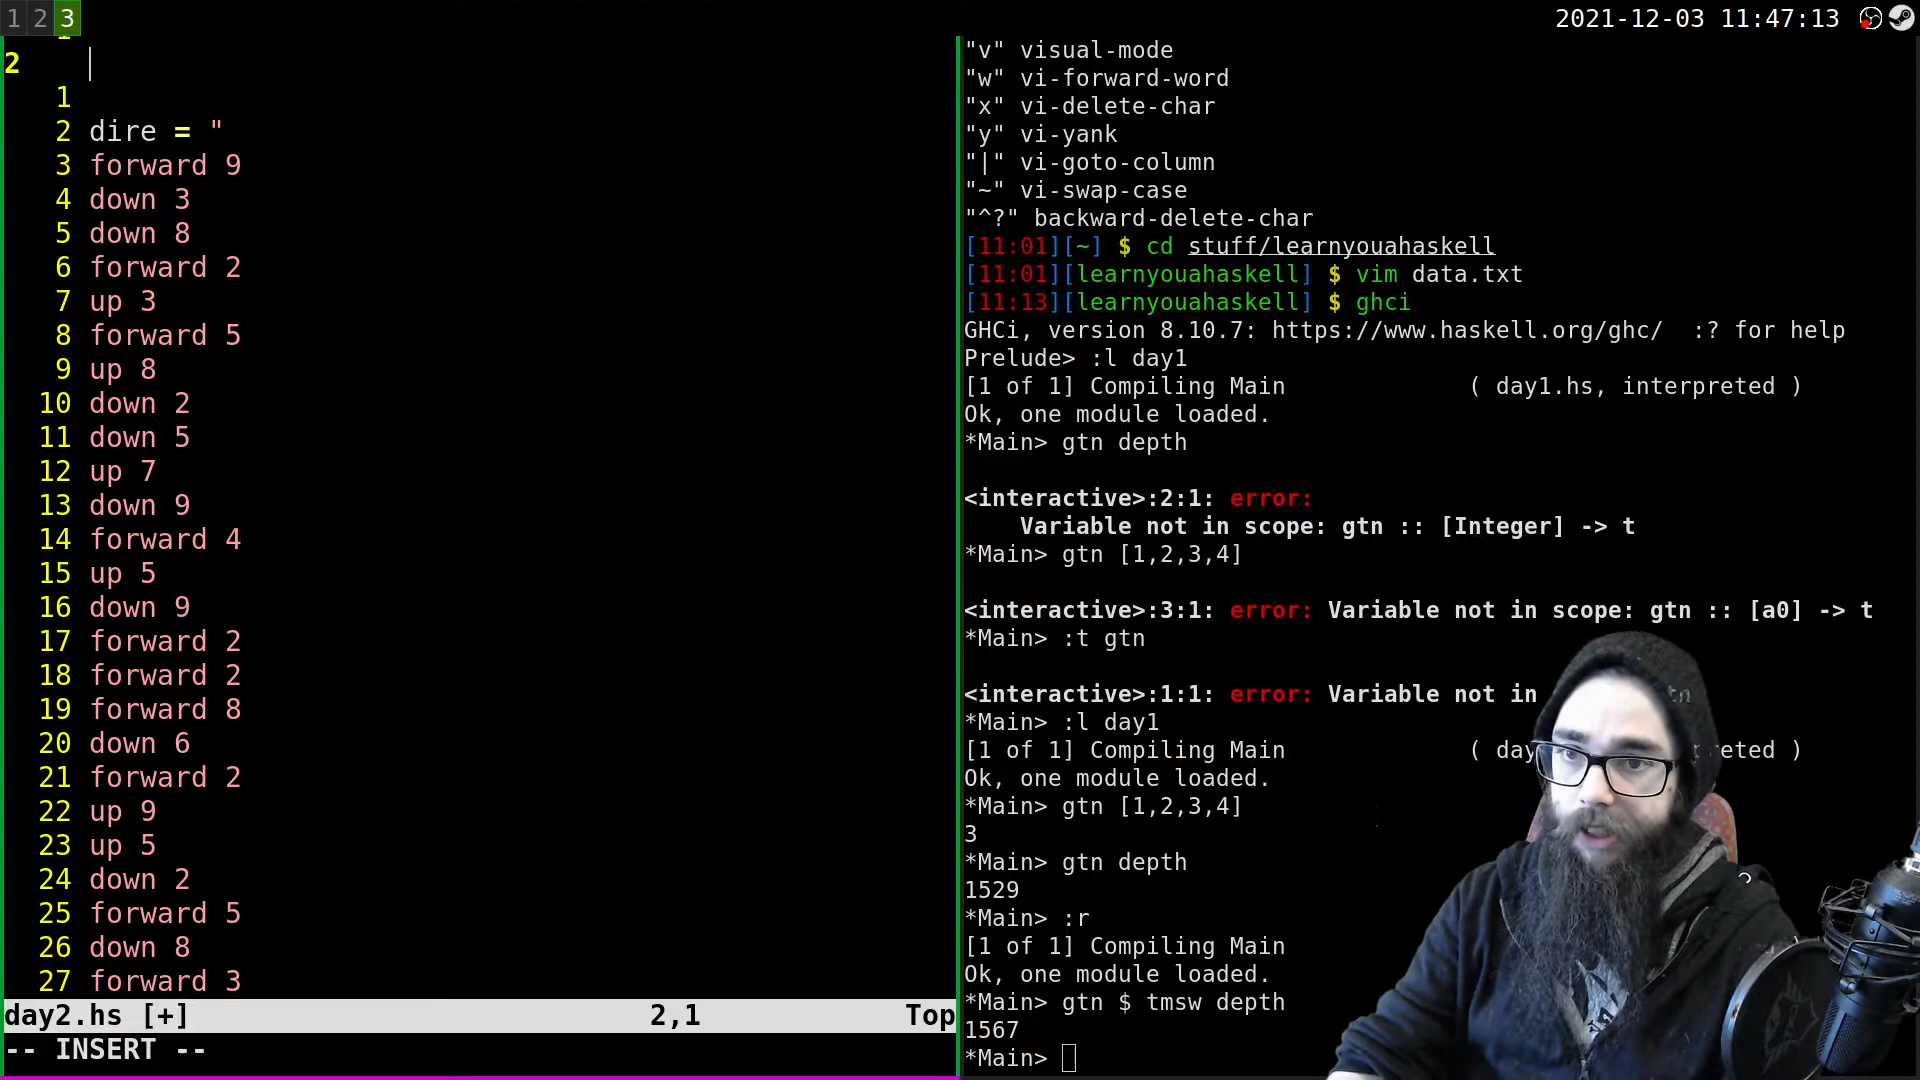 1 2 3
2021-12-03 11:47:13
2
1
2 dire = "
3 forward 9
4 down 3
5 down 8
6 forward 2
7 up 3
8 forward 5
9 up 8
10 down 2
11 down 5
12 up 7
13 down 9
14 forward 4
15 up 5
16 down 9
17 forward 2
18 forward 2
19 forward 8
20 down 6
21 forward 2
22 up 9
23 up 5
24 down 2
25 forward 5
26 down 8
27 forward 3
day2.hs [+] 2,1 Top
-- INSERT --
"v" visual-mode
"w" vi-forward-word
"x" vi-delete-char
"y" vi-yank
"|" vi-goto-column
"~" vi-swap-case
"^?" backward-delete-char
[11:01][~] $ cd stuff/learnyouahaskell
[11:01][learnyouahaskell] $ vim data.txt
[11:13][learnyouahaskell] $ ghci
GHCi, version 8.10.7: https://www.haskell.org/ghc/  :? for help
Prelude> :l day1
[1 of 1] Compiling Main ( day1.hs, interpreted )
Ok, one module loaded.
*Main> gtn depth
<interactive>:2:1: error:
Variable not in scope: gtn :: [Integer] -> t
*Main> gtn [1,2,3,4]
<interactive>:3:1: error: Variable not in scope: gtn :: [a0] -> t
*Main> :t gtn
<interactive>:1:1: error: Variable not in
*Main> :l day1
[1 of 1] Compiling Main ( day preted )
Ok, one module loaded.
*Main> gtn [1,2,3,4]
3
*Main> gtn depth
1529
*Main> :r
[1 of 1] Compiling Main
Ok, one module loaded.
*Main> gtn $ tmsw depth
1567
*Main>